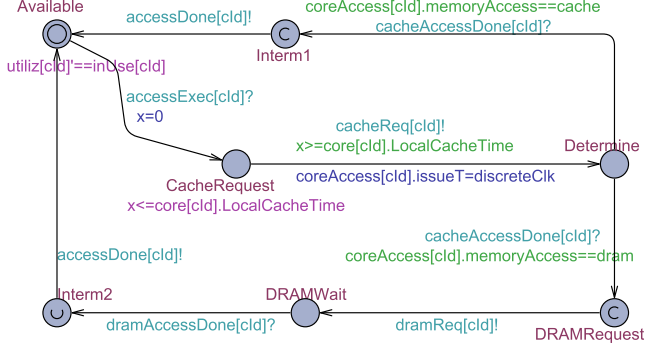 Available
accessDone[cId]!
coreAccess[cId].memoryAccess==cache
cacheAccessDone[cId]?
C
Interm1
utiliz[cId]'==inUse[cId]
accessExec[cId]?
x=0
cacheReq[cId]!
x>=core[cId].LocalCacheTime
Determine
coreAccess[cId].issueT=discreteClk
CacheRequest
x<=core[cId].LocalCacheTime
cacheAccessDone[cId]?
coreAccess[cId].memoryAccess==dram
accessDone[cId]!
Interm2
DRAMWait
U
C
dramAccessDone[cId]?
dramReq[cId]!
DRAMRequest